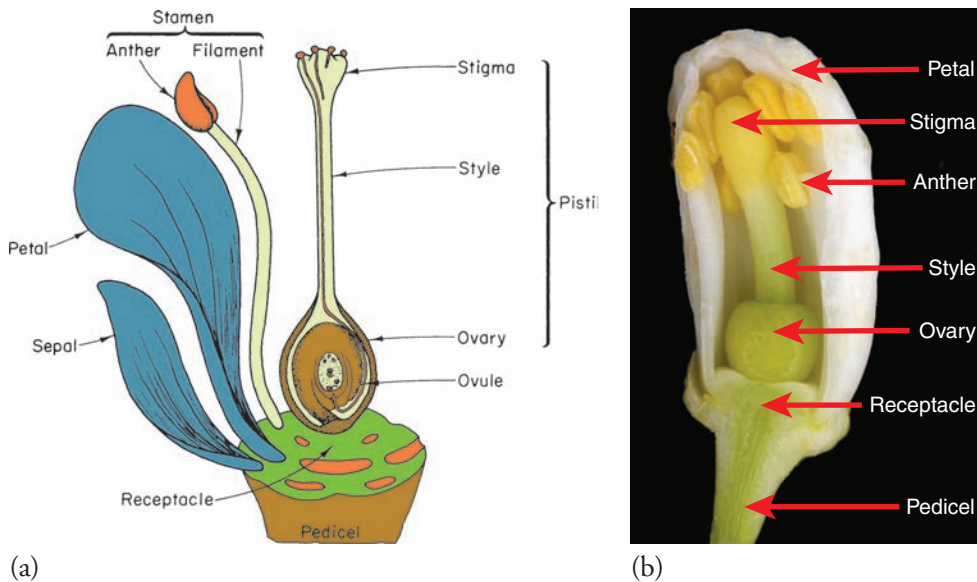 Stamen
Anther
Filament
Stigma
Style
Pistil
Petal
Sepal
Ovary
Ovule
Receptacle
Pedicel
(a)
Petal
Stigma
Anther
Style
Ovary
Receptacle
Pedicel
(b)